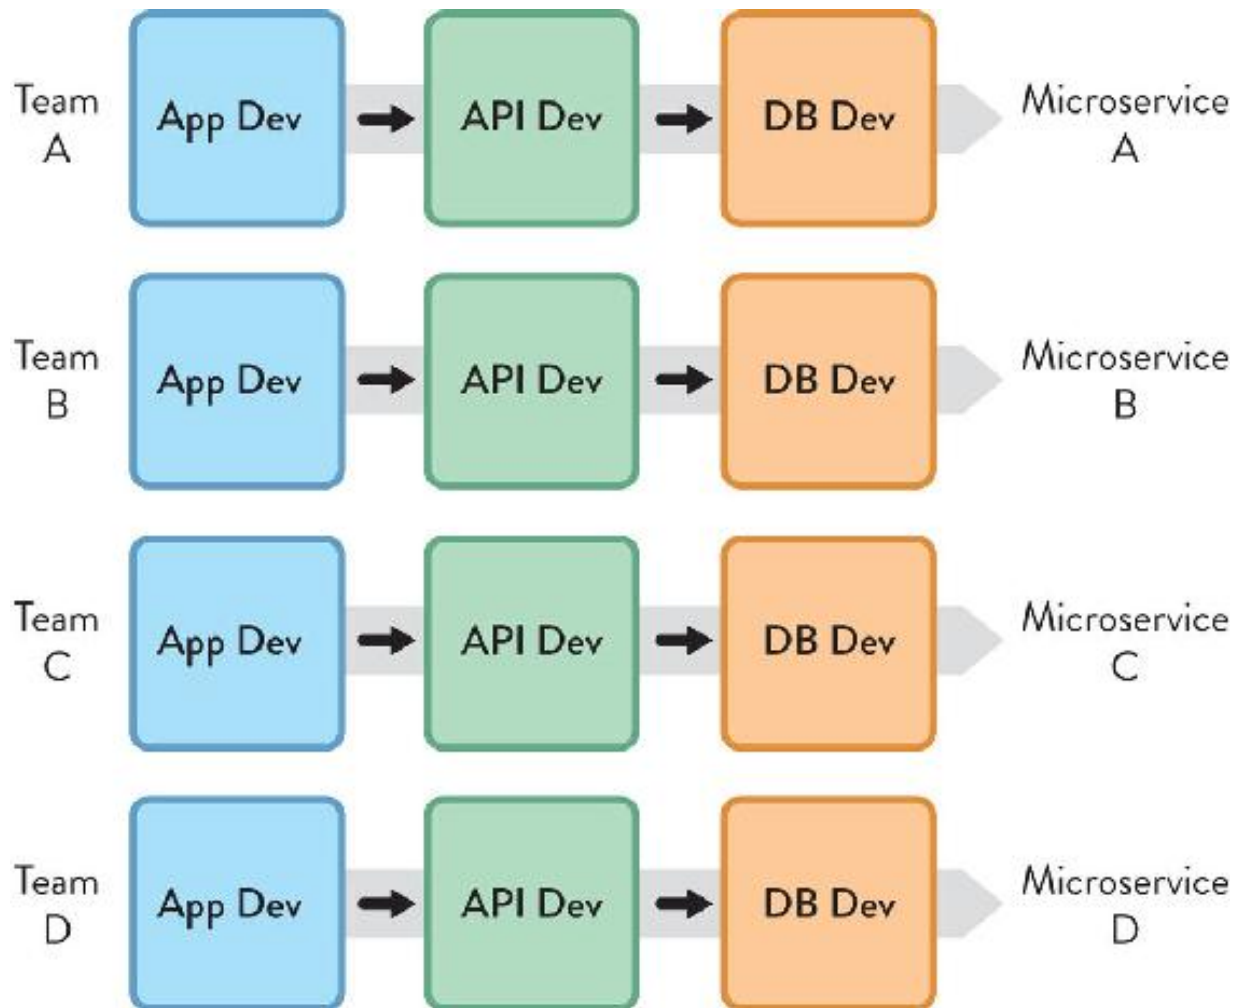 Team
A
App Dev
API Dev
DB Dev
Microservice
A
Team
B
App Dev
API Dev
DB Dev
Microservice
B
Team
C
App Dev
API Dev
DB Dev
Microservice
C
Team
D
App Dev
API Dev
DB Dev
Microservice
D